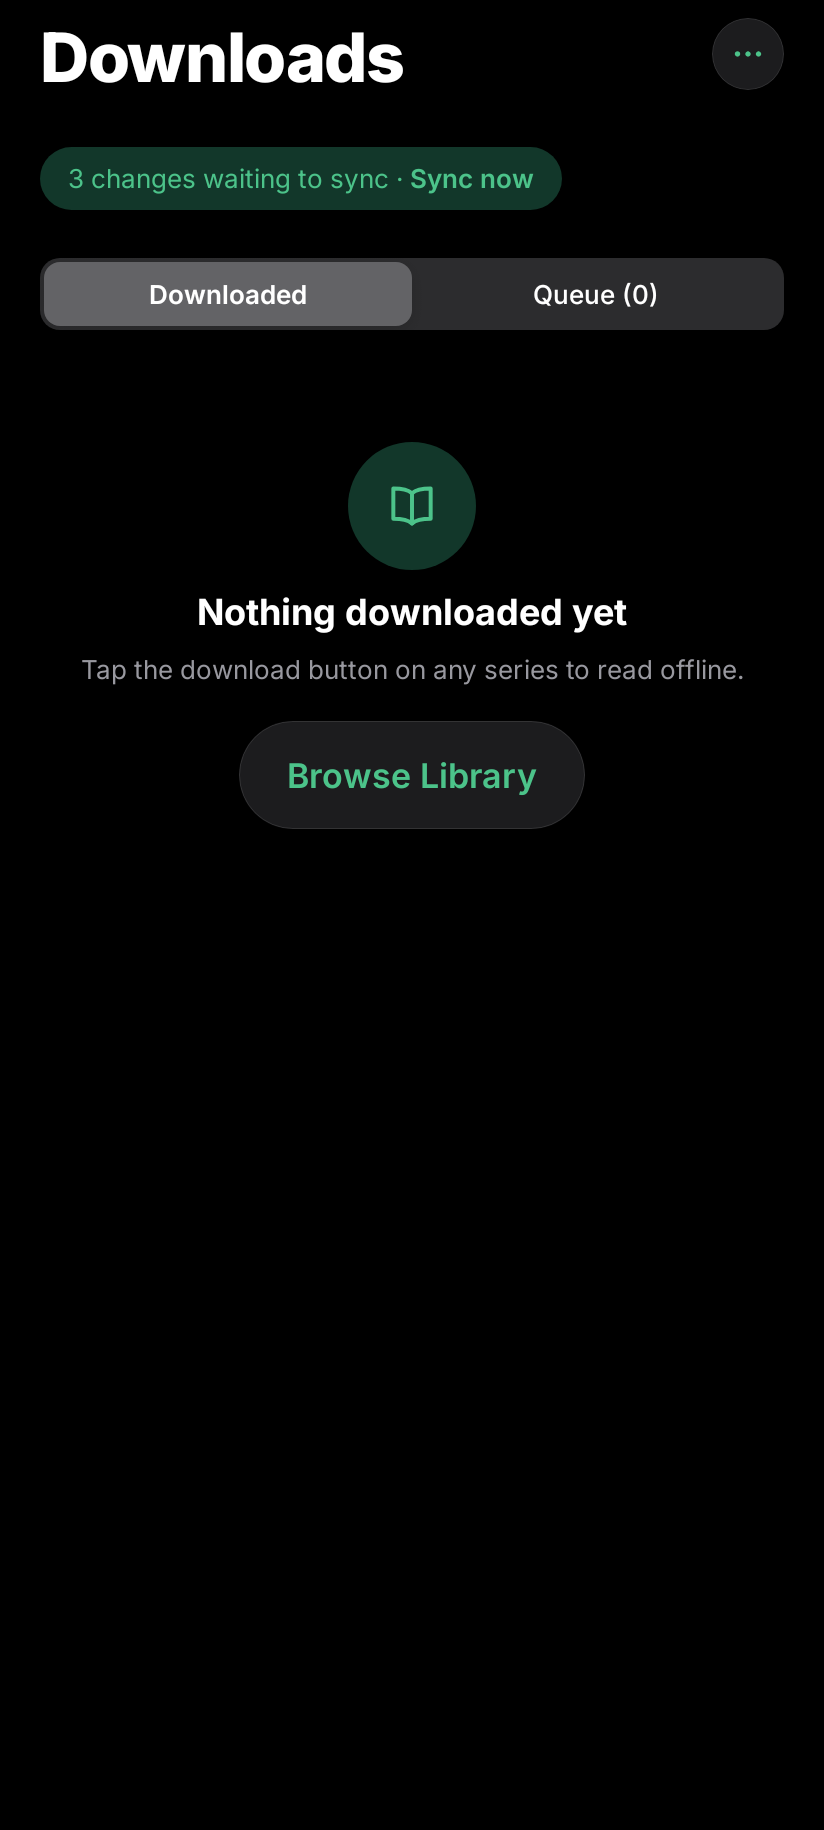 Downloads
3 changes waiting to sync · Sync now
Downloaded
Queue (0)
Nothing downloaded yet
Tap the download button on any series to read offline.
Browse Library